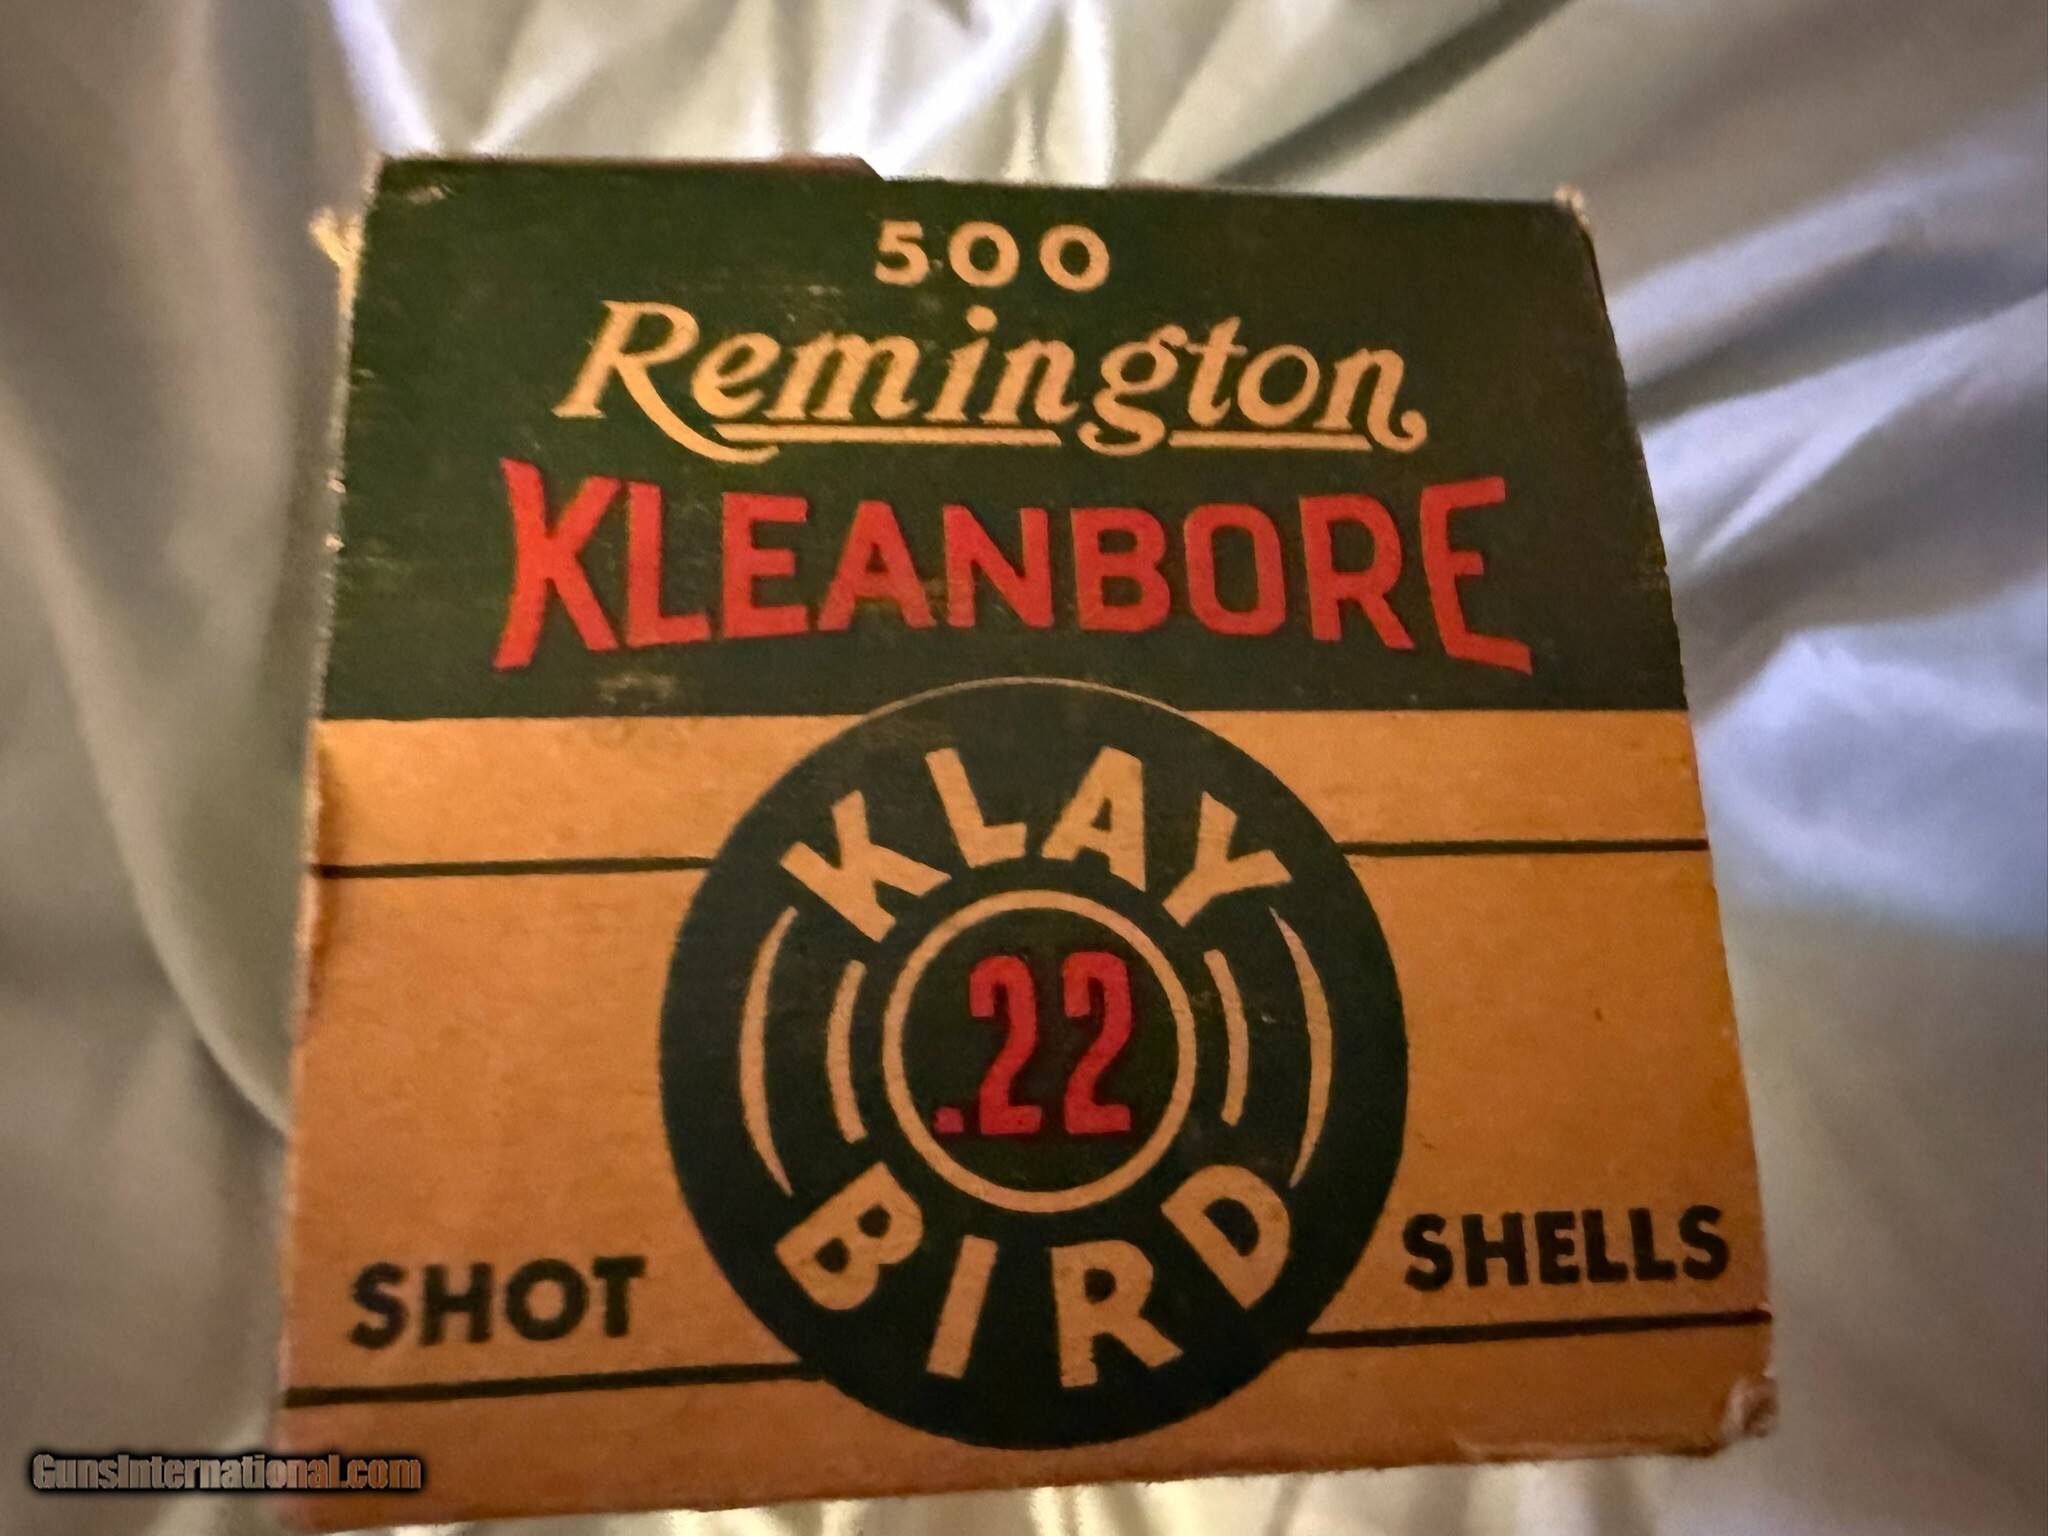 500
Remington
KLEANBORE
KLAY
.22
BIRD
SHOT
SHELLS
GunsInternational.com